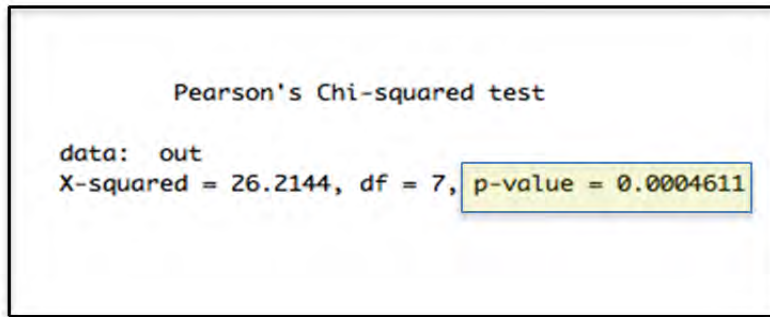 Pearson's Chi-squared test
data: out
X-squared = 26.2144, df = 7, p-value = 0.0004611